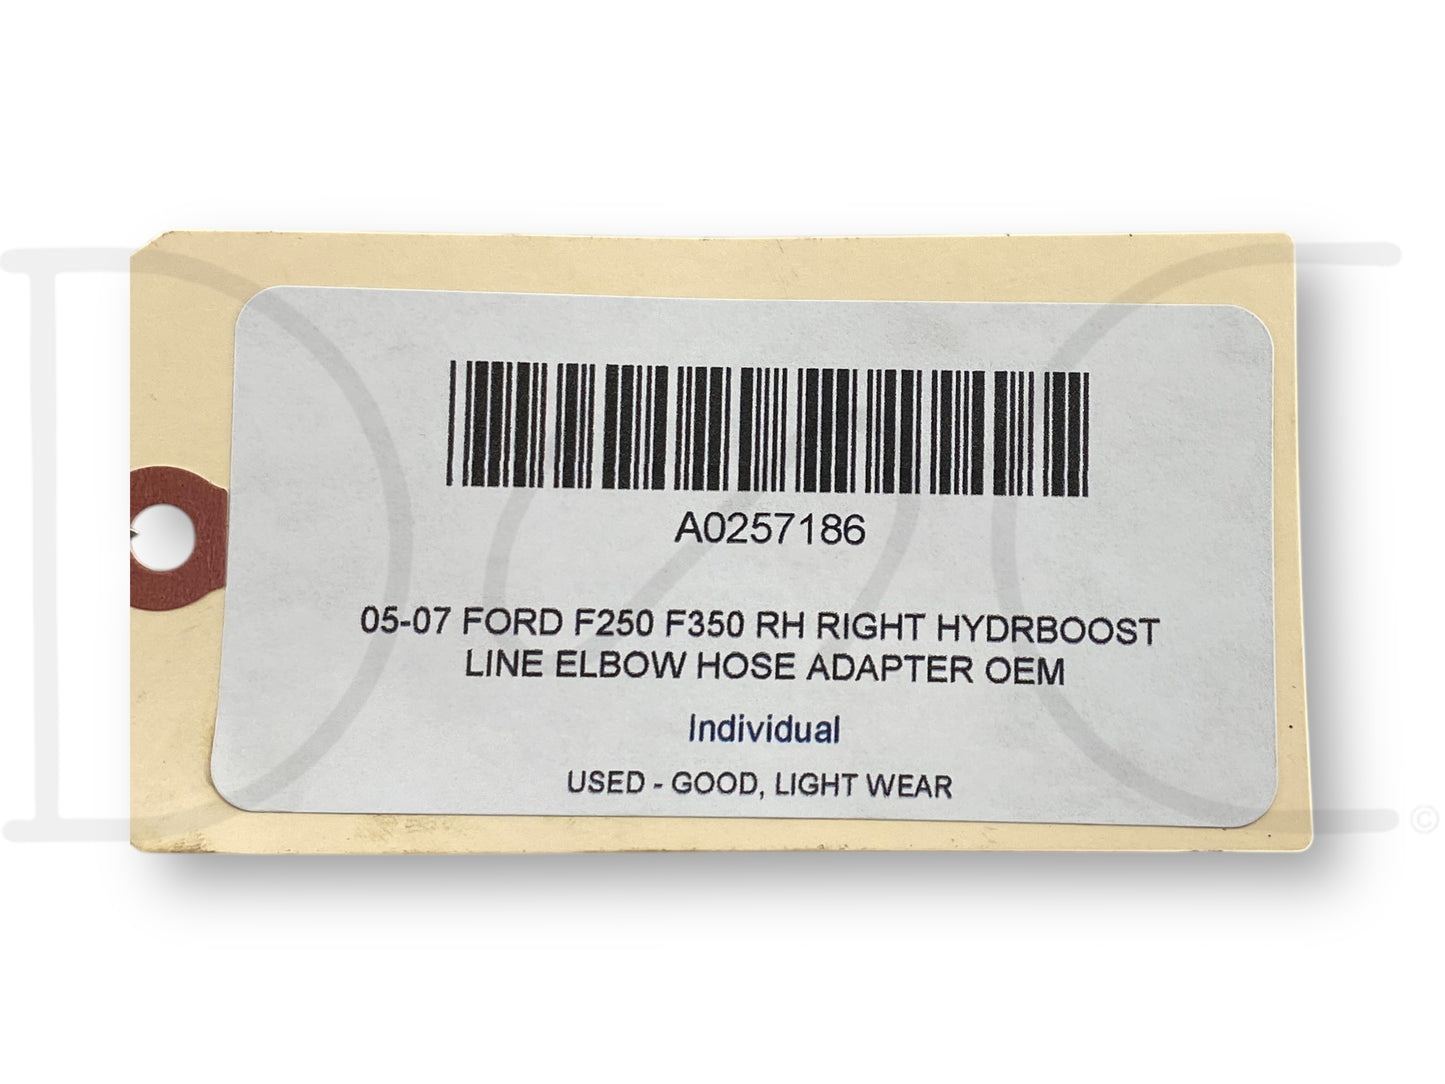 A0257186
05-07 FORD F250 F350 RH RIGHT HYDRBOOST
LINE ELBOW HOSE ADAPTER OEM
Individual
USED - GOOD, LIGHT WEAR
©